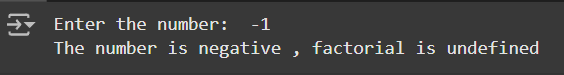 Enter the number:  -1
The number is negative , factorial is undefined